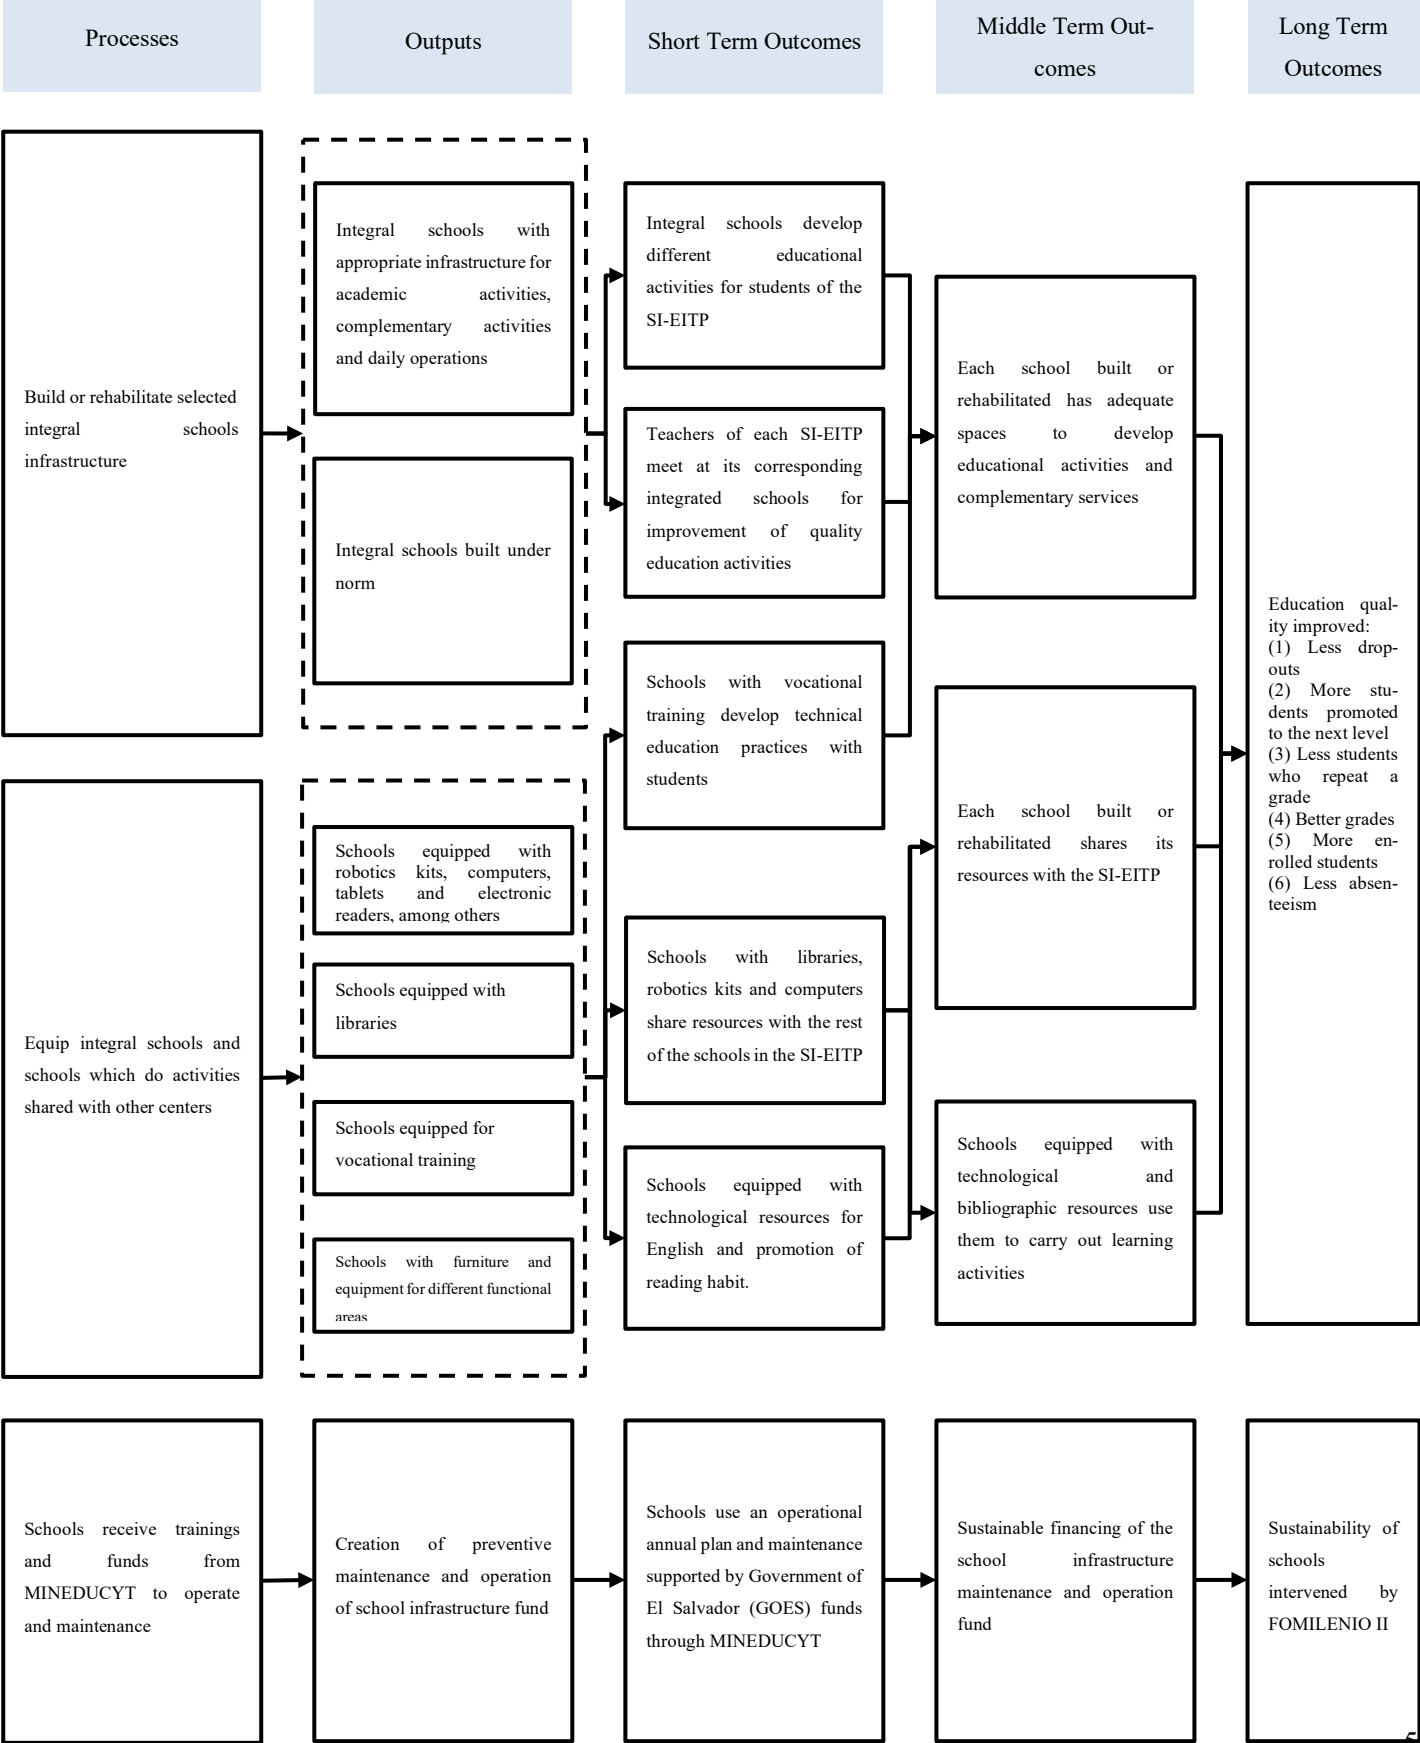 Processes
Outputs
Short Term Outcomes
Middle Term Out-
comes
Long Term
Outcomes
Build or rehabilitate selected
integral schools
infrastructure
Integral schools with
appropriate infrastructure for
academic activities,
complementary activities
and daily operations
Integral schools built under
norm
Integral schools develop
different educational
activities for students of the
SI-EITP
Teachers of each SI-EITP
meet at its corresponding
integrated schools for
improvement of quality
education activities
Schools with vocational
training develop technical
education practices with
students
Each school built or
rehabilitated has adequate
spaces to develop
educational activities and
complementary services
Education qual-
ity improved:
(1) Less drop-
outs
(2) More stu-
dents promoted
to the next level
(3) Less students
who repeat a
grade
(4) Better grades
(5) More en-
rolled students
(6) Less absen-
teeism
Equip integral schools and
schools which do activities
shared with other centers
Schools equipped with
robotics kits, computers,
tablets and electronic
readers, among others
Schools equipped with
libraries
Schools equipped for
vocational training
Schools with furniture and
equipment for different functional
areas
Schools with libraries,
robotics kits and computers
share resources with the rest
of the schools in the SI-EITP
Schools equipped with
technological resources for
English and promotion of
reading habit.
Each school built or
rehabilitated shares its
resources with the SI-EITP
Schools equipped with
technological and
bibliographic resources use
them to carry out learning
activities
Schools receive trainings
and funds from
MINEDUCYT to operate
and maintenance
Creation of preventive
maintenance and operation
of school infrastructure fund
Schools use an operational
annual plan and maintenance
supported by Government of
El Salvador (GOES) funds
through MINEDUCYT
Sustainable financing of the
school infrastructure
maintenance and operation
fund
Sustainability of
schools
intervened by
FOMILENIO II